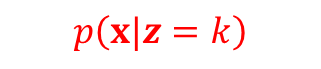 p(x|z = k)